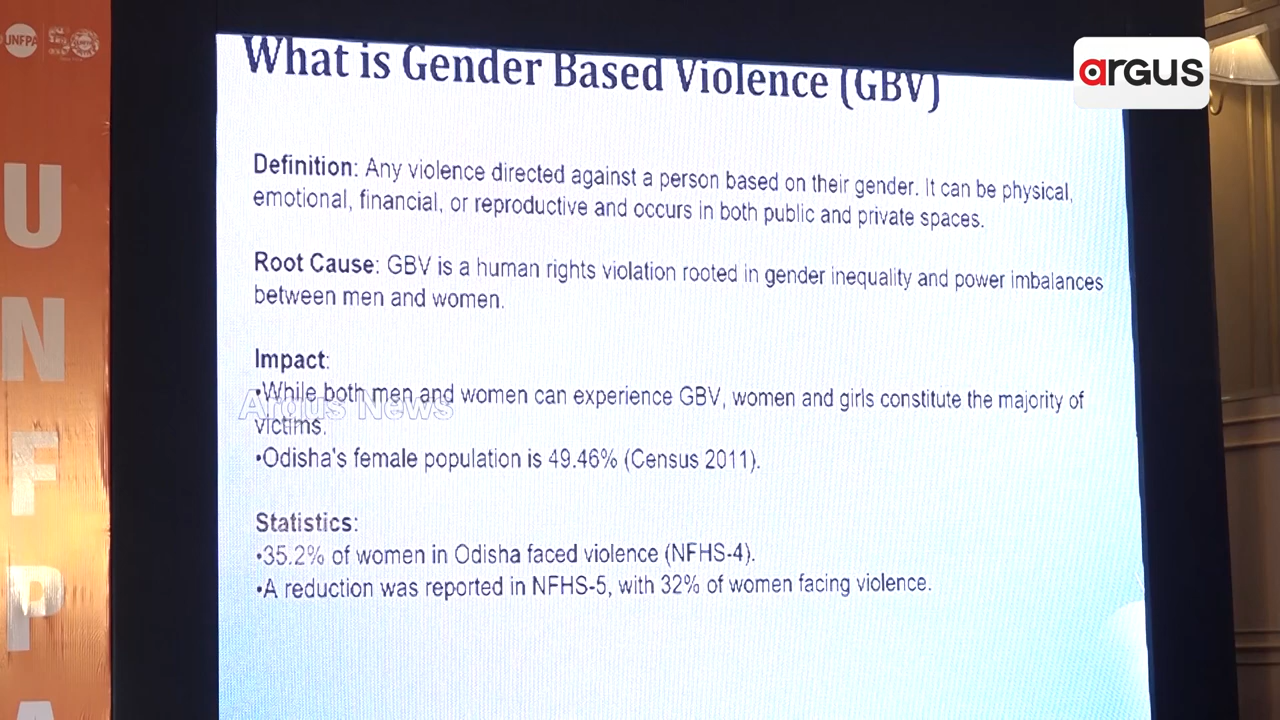 UNFPA
What is Gender Based Violence (GBV)
argus
Definition: Any violence directed against a person based on their gender. It can be physical,
emotional, financial, or reproductive and occurs in both public and private spaces.
Root Cause: GBV is a human rights violation rooted in gender inequality and power imbalances
between men and women.
Impact:
•While both men and women can experience GBV, women and girls constitute the majority of
victims.
Argus News
•Odisha's female population is 49.46% (Census 2011).
Statistics:
•35.2% of women in Odisha faced violence (NFHS-4).
•A reduction was reported in NFHS-5, with 32% of women facing violence.
U
N
F
P
A